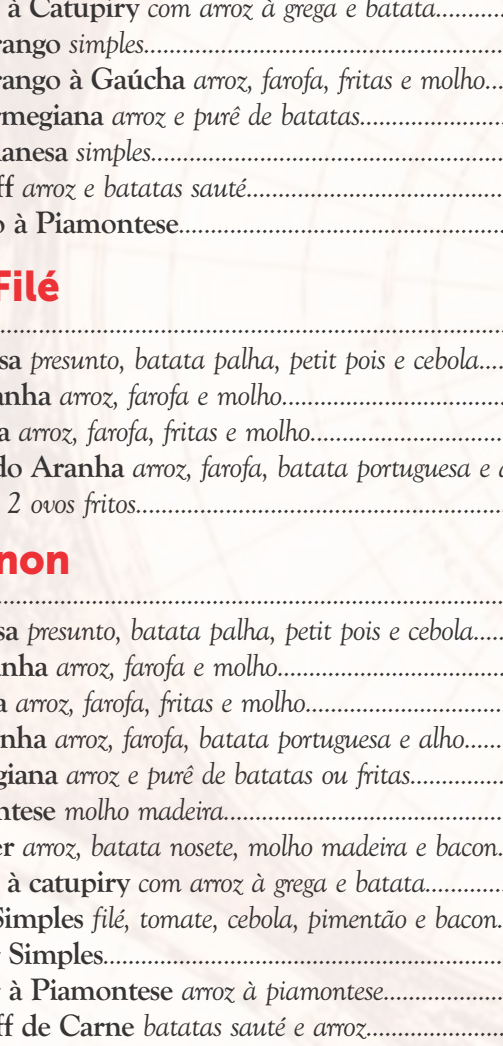 à Catupiry com arroz à grega e batata..........
rango simples..........
rango à Gaúcha arroz, farofa, fritas e molho...
rmegiana arroz e purê de batatas..........
anesa simples..........
ff arroz e batatas sauté..........
o à Piamontese..........
Filé
..........
sa presunto, batata palha, petit pois e cebola....
anha arroz, farofa e molho..........
a arroz, farofa, fritas e molho..........
do Aranha arroz, farofa, batata portuguesa e
2 ovos fritos..........
non
..........
sa presunto, batata palha, petit pois e cebola.....
nha arroz, farofa e molho..........
a arroz, farofa, fritas e molho..........
nha arroz, farofa, batata portuguesa e alho......
giana arroz e purê de batatas ou fritas..........
ntese molho madeira..........
er arroz, batata nosete, molho madeira e bacon.
à catupiry com arroz à grega e batata..........
Simples filé, tomate, cebola, pimentão e bacon.
Simples..........
à Piamontese arroz à piamontese..........
ff de Carne batatas sauté e arroz..........